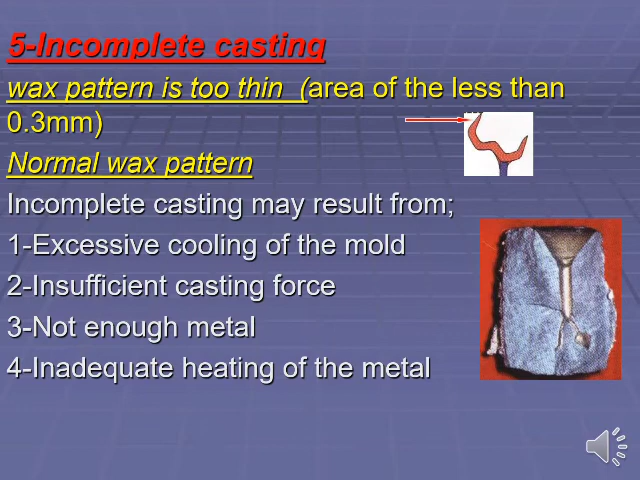 5-Incomplete casting
wax pattern is too thin  (area of the less than
0.3mm)
Normal wax pattern
Incomplete casting may result from;
1-Excessive cooling of the mold
2-Insufficient casting force
3-Not enough metal
4-Inadequate heating of the metal